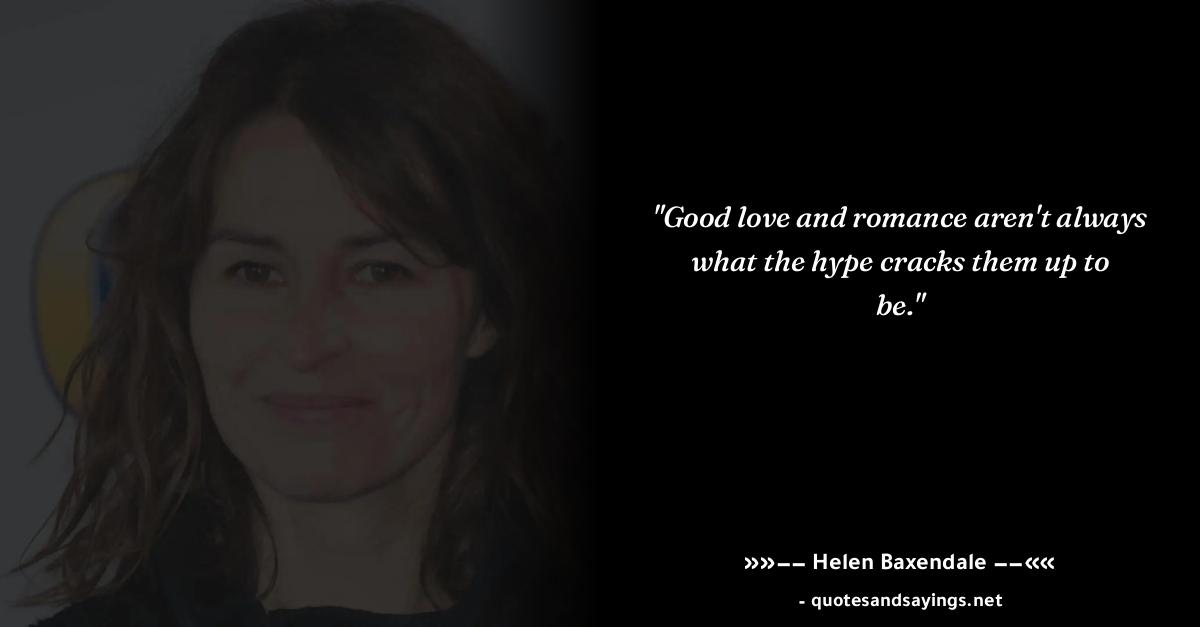 "Good love and romance aren't always
what the hype cracks them up to
be."
»»–– Helen Baxendale ––««
- quotesandsayings.net